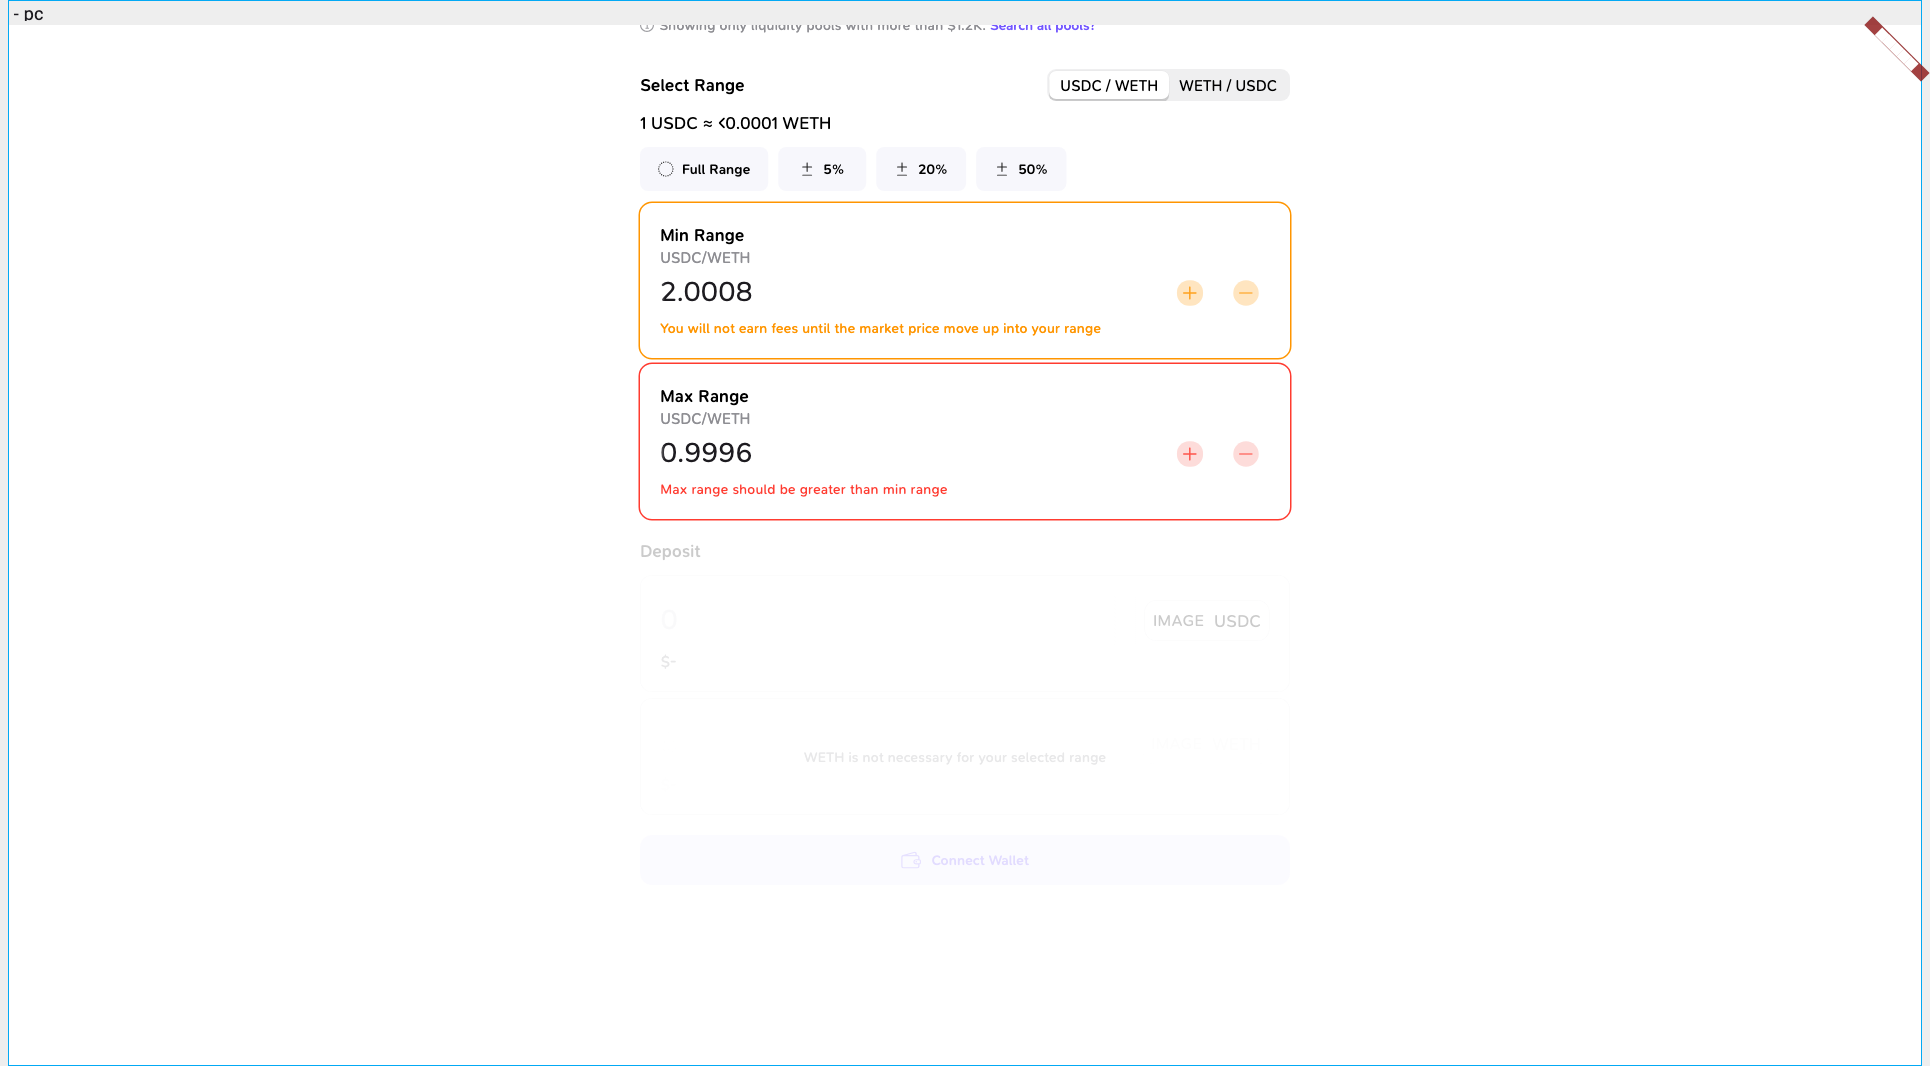 - pc
Showing only liquidity pools with more than $1.2K. Search all pools?
Select Range
USDC / WETH
WETH / USDC
1 USDC ≈ <0.0001 WETH
Full Range
± 5%
± 20%
± 50%
Min Range
USDC/WETH
2.0008
+ −
You will not earn fees until the market price move up into your range
Max Range
USDC/WETH
0.9996
+ −
Max range should be greater than min range
Deposit
0
IMAGE USDC
$-
WETH is not necessary for your selected range
Connect Wallet